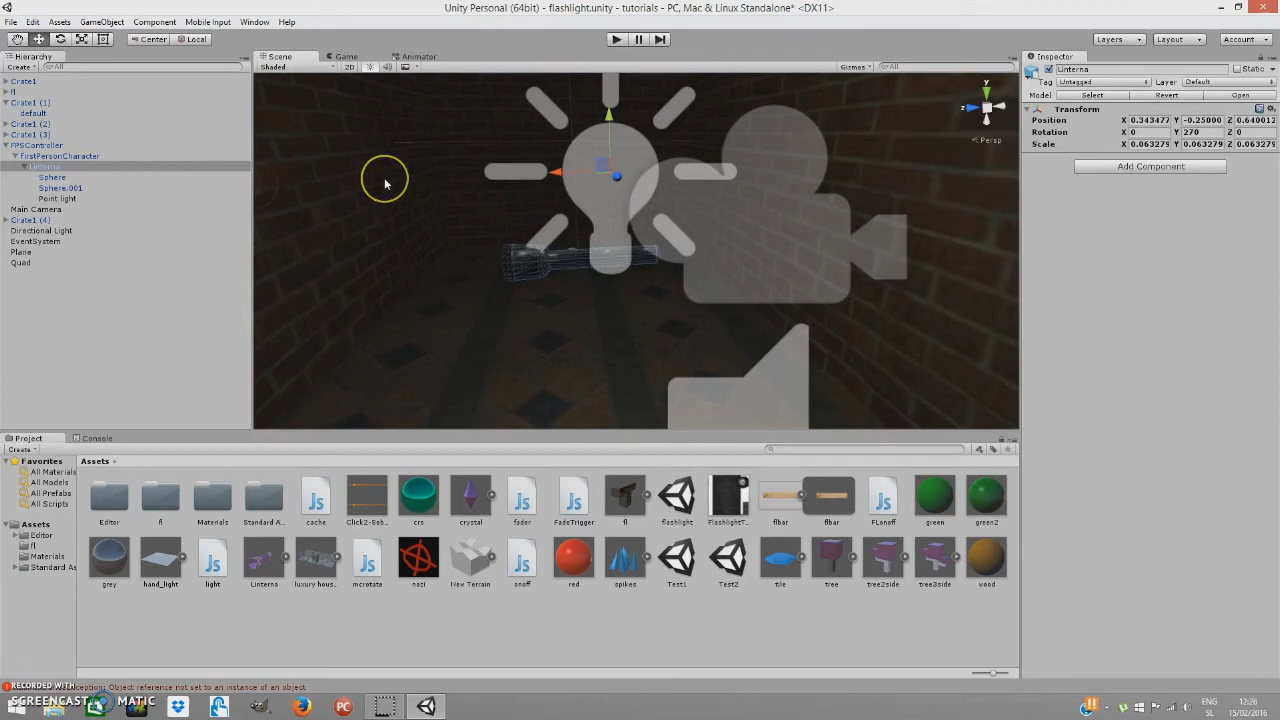 Unity Personal (64bit) - flashlight.unity - tutorials - PC, Mac & Linux Standalone* <DX11>
File Edit Assets GameObject Component Mobile Input Window Help
Center Local Layers Layout Account
Hierarchy Scene Game Animator Inspector
Create All Shaded 2D Gizmos All Linterna Static
Tag Untagged Layer Default
Model Select Revert Open
Crate1
fl
Crate1 (1)
default
Crate1 (2)
Crate1 (3)
FPSController
FirstPersonCharacter
Linterna
Sphere
Sphere.001
Point light
Main Camera
Crate1 (4)
Directional Light
EventSystem
Plane
Quad
y
z
Persp
Transform
Position X 0.343477 Y -0.25000 Z 0.640012
Rotation X 0 Y 270 Z 0
Scale X 0.063279 Y 0.063279 Z 0.063279
Add Component
Project Console
Create
Favorites
All Materials
All Models
All Prefabs
All Scripts
Assets
Editor
fl
Materials
Standard As
Assets
Editor fl Materials Standard A... cache Click2-Seb... crs crystal fader FadeTrigger fl flashlight FlashlightT... flbar flbar FLonoff green green2
grey hand_light light Linterna luxury hous... mcrotate nazi New Terrain onoff red spikes Test1 Test2 tile tree tree2side tree3side wood
Object reference not set to an instance of an object
RECORDED WITH
SCREENCAST MATIC
ENG
SL
12:26
15/02/2016